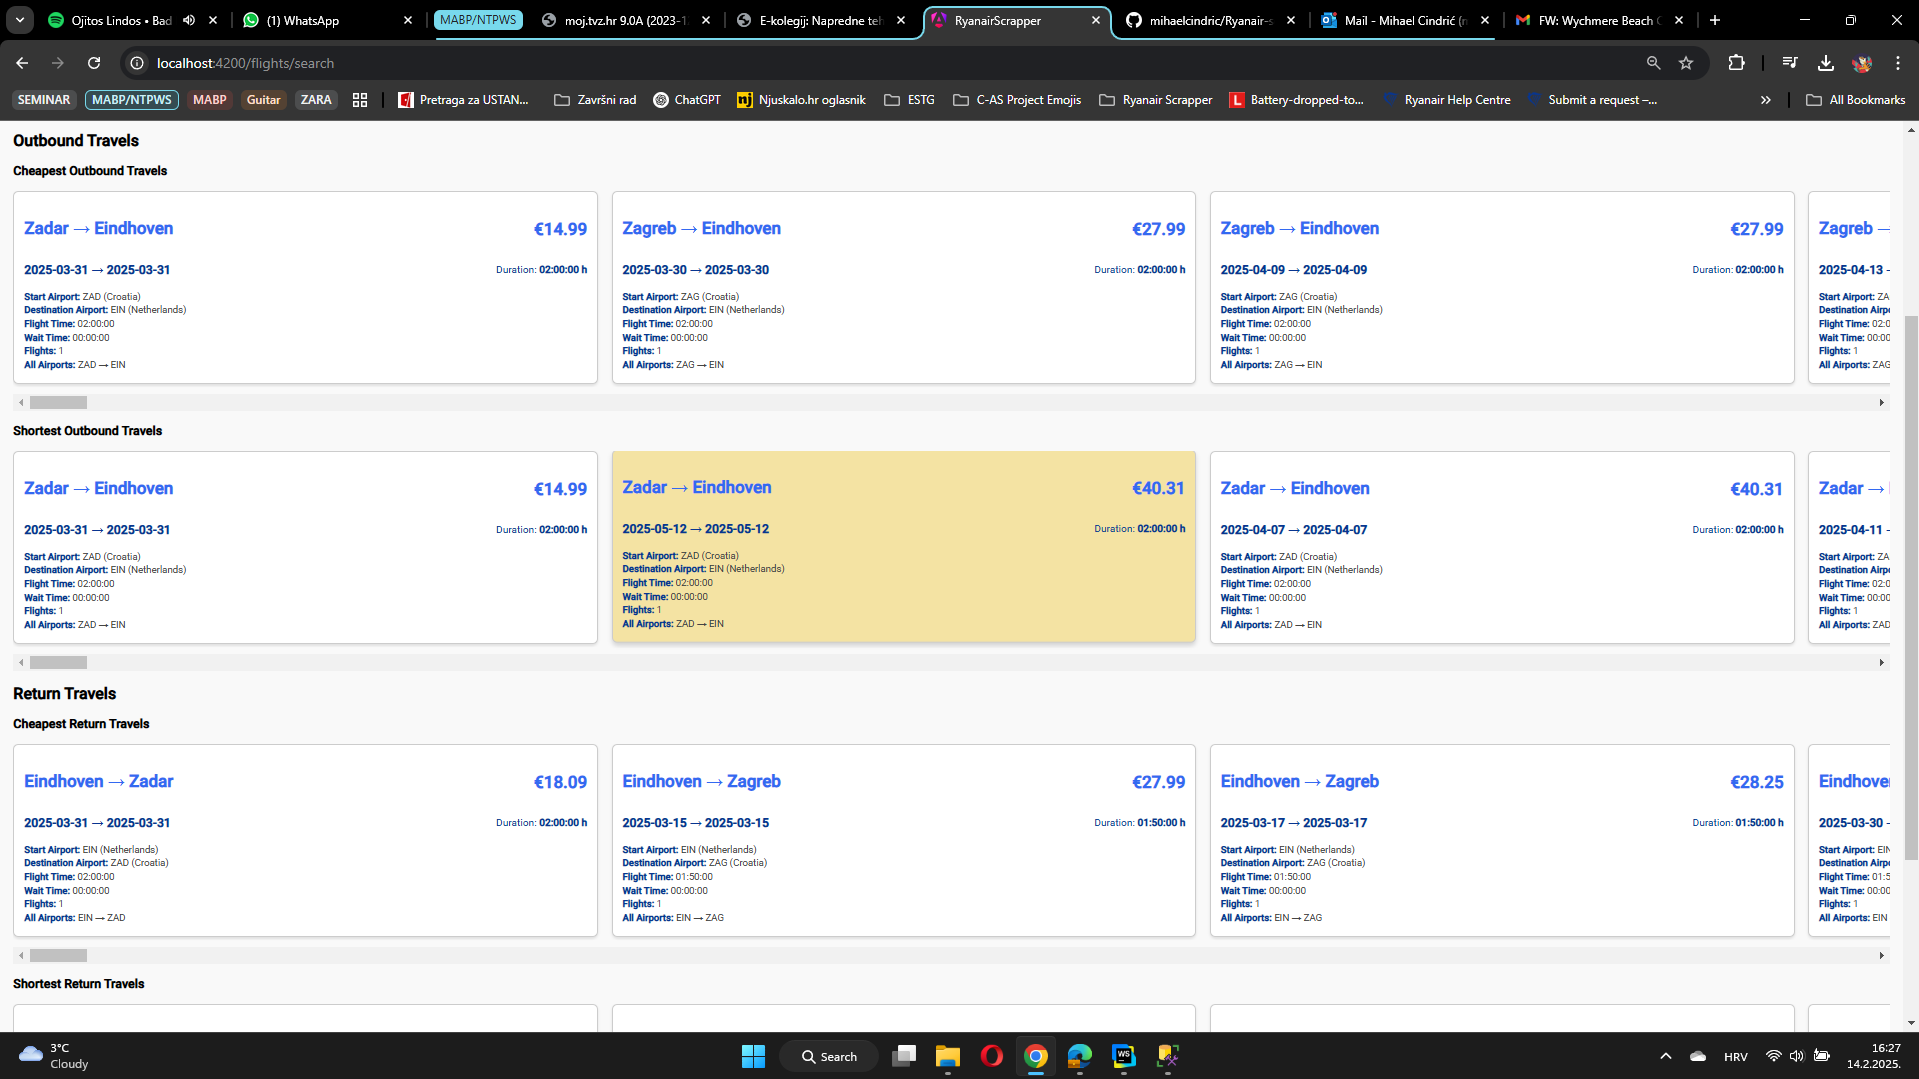 Ojitos Lindos • Bad
(1) WhatsApp
MABP/NTPWS
moj.tvz.hr 9.0A (2023-1
E-kolegij: Napredne teh
RyanairScrapper
mihaelcindric/Ryanair-s
Mail - Mihael Cindrić (
FW: Wychmere Beach C
localhost:4200/flights/search
SEMINAR
MABP/NTPWS
MABP
Guitar
ZARA
Pretraga za USTAN...
Završni rad
ChatGPT
Njuskalo.hr oglasnik
ESTG
C-AS Project Emojis
Ryanair Scrapper
Battery-dropped-to...
Ryanair Help Centre
Submit a request –...
All Bookmarks
Outbound Travels
Cheapest Outbound Travels
Zadar → Eindhoven €14.99
2025-03-31 → 2025-03-31 Duration: 02:00:00 h
Start Airport: ZAD (Croatia)
Destination Airport: EIN (Netherlands)
Flight Time: 02:00:00
Wait Time: 00:00:00
Flights: 1
All Airports: ZAD → EIN
Zagreb → Eindhoven €27.99
2025-03-30 → 2025-03-30 Duration: 02:00:00 h
Start Airport: ZAG (Croatia)
Destination Airport: EIN (Netherlands)
Flight Time: 02:00:00
Wait Time: 00:00:00
Flights: 1
All Airports: ZAG → EIN
Zagreb → Eindhoven €27.99
2025-04-09 → 2025-04-09 Duration: 02:00:00 h
Start Airport: ZAG (Croatia)
Destination Airport: EIN (Netherlands)
Flight Time: 02:00:00
Wait Time: 00:00:00
Flights: 1
All Airports: ZAG → EIN
Zagreb →
2025-04-13 -
Start Airport: ZA
Destination Airpo
Flight Time: 02:0
Wait Time: 00:00
Flights: 1
All Airports: ZAG
Shortest Outbound Travels
Zadar → Eindhoven €14.99
2025-03-31 → 2025-03-31 Duration: 02:00:00 h
Start Airport: ZAD (Croatia)
Destination Airport: EIN (Netherlands)
Flight Time: 02:00:00
Wait Time: 00:00:00
Flights: 1
All Airports: ZAD → EIN
Zadar → Eindhoven €40.31
2025-05-12 → 2025-05-12 Duration: 02:00:00 h
Start Airport: ZAD (Croatia)
Destination Airport: EIN (Netherlands)
Flight Time: 02:00:00
Wait Time: 00:00:00
Flights: 1
All Airports: ZAD → EIN
Zadar → Eindhoven €40.31
2025-04-07 → 2025-04-07 Duration: 02:00:00 h
Start Airport: ZAD (Croatia)
Destination Airport: EIN (Netherlands)
Flight Time: 02:00:00
Wait Time: 00:00:00
Flights: 1
All Airports: ZAD → EIN
Zadar →
2025-04-11 -
Start Airport: ZA
Destination Airpo
Flight Time: 02:0
Wait Time: 00:00
Flights: 1
All Airports: ZAD
Return Travels
Cheapest Return Travels
Eindhoven → Zadar €18.09
2025-03-31 → 2025-03-31 Duration: 02:00:00 h
Start Airport: EIN (Netherlands)
Destination Airport: ZAD (Croatia)
Flight Time: 02:00:00
Wait Time: 00:00:00
Flights: 1
All Airports: EIN → ZAD
Eindhoven → Zagreb €27.99
2025-03-15 → 2025-03-15 Duration: 01:50:00 h
Start Airport: EIN (Netherlands)
Destination Airport: ZAG (Croatia)
Flight Time: 01:50:00
Wait Time: 00:00:00
Flights: 1
All Airports: EIN → ZAG
Eindhoven → Zagreb €28.25
2025-03-17 → 2025-03-17 Duration: 01:50:00 h
Start Airport: EIN (Netherlands)
Destination Airport: ZAG (Croatia)
Flight Time: 01:50:00
Wait Time: 00:00:00
Flights: 1
All Airports: EIN → ZAG
Eindhoven
2025-03-30 -
Start Airport: EIN
Destination Airpo
Flight Time: 01:5
Wait Time: 00:00
Flights: 1
All Airports: EIN
Shortest Return Travels
3°C
Cloudy
Search
WS
HRV
16:27
14.2.2025.